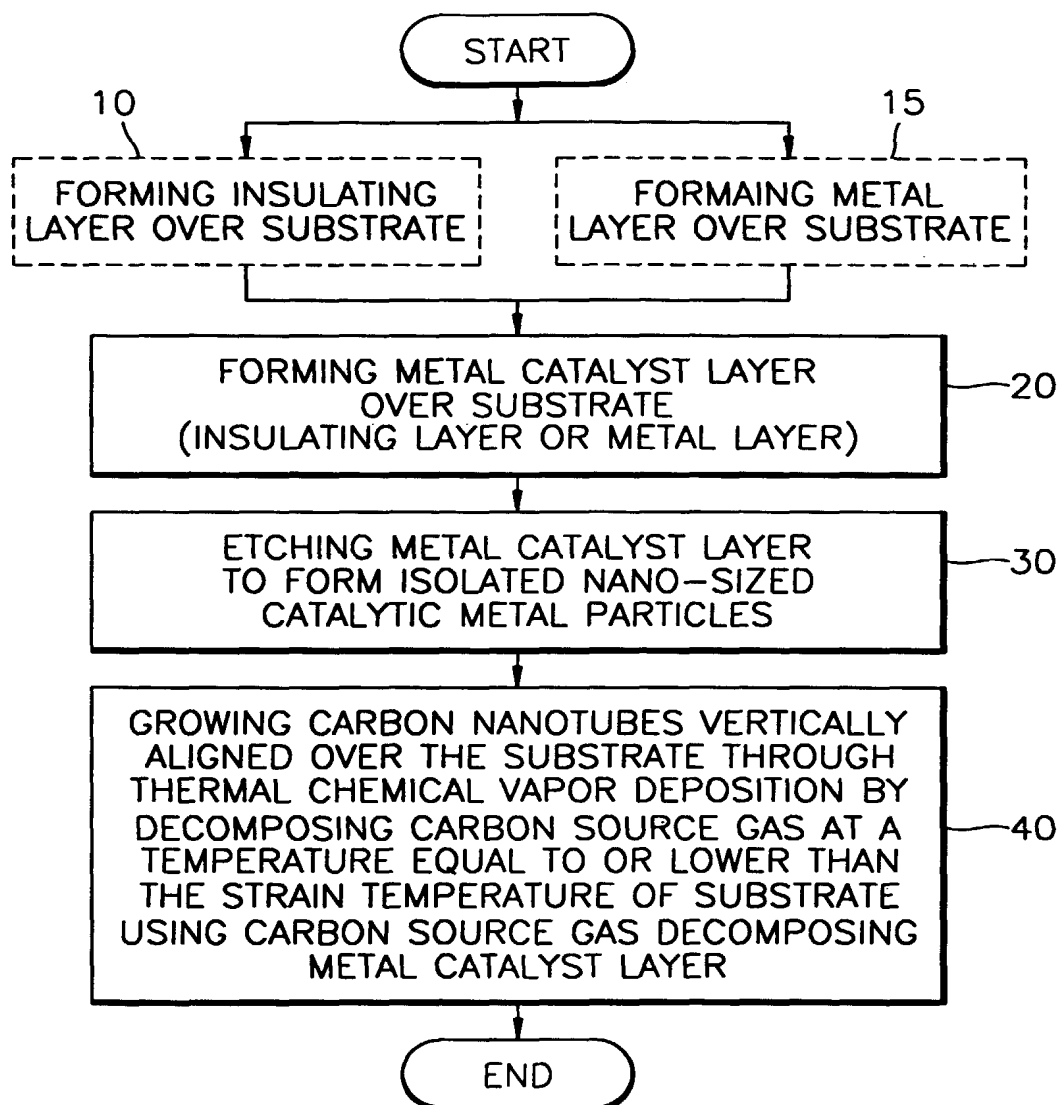 START
10
15
FORMING INSULATING
LAYER OVER SUBSTRATE
FORMAING METAL
LAYER OVER SUBSTRATE
FORMING METAL CATALYST LAYER
OVER SUBSTRATE
(INSULATING LAYER OR METAL LAYER)
20
ETCHING METAL CATALYST LAYER
TO FORM ISOLATED NANO-SIZED
CATALYTIC METAL PARTICLES
30
GROWING CARBON NANOTUBES VERTICALLY
ALIGNED OVER THE SUBSTRATE THROUGH
THERMAL CHEMICAL VAPOR DEPOSITION BY
DECOMPOSING CARBON SOURCE GAS AT A
TEMPERATURE EQUAL TO OR LOWER THAN
THE STRAIN TEMPERATURE OF SUBSTRATE
USING CARBON SOURCE GAS DECOMPOSING
METAL CATALYST LAYER
40
END